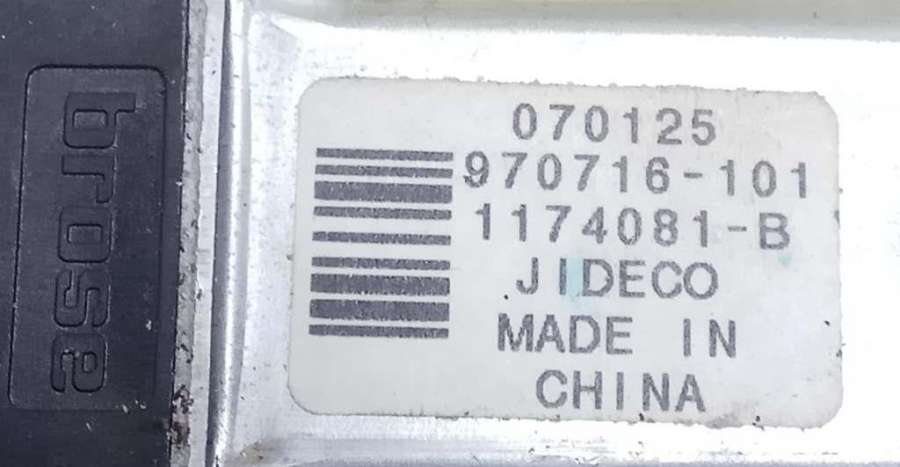 brose
070125
970716-101
1174081-B
JIDECO
MADE IN
CHINA